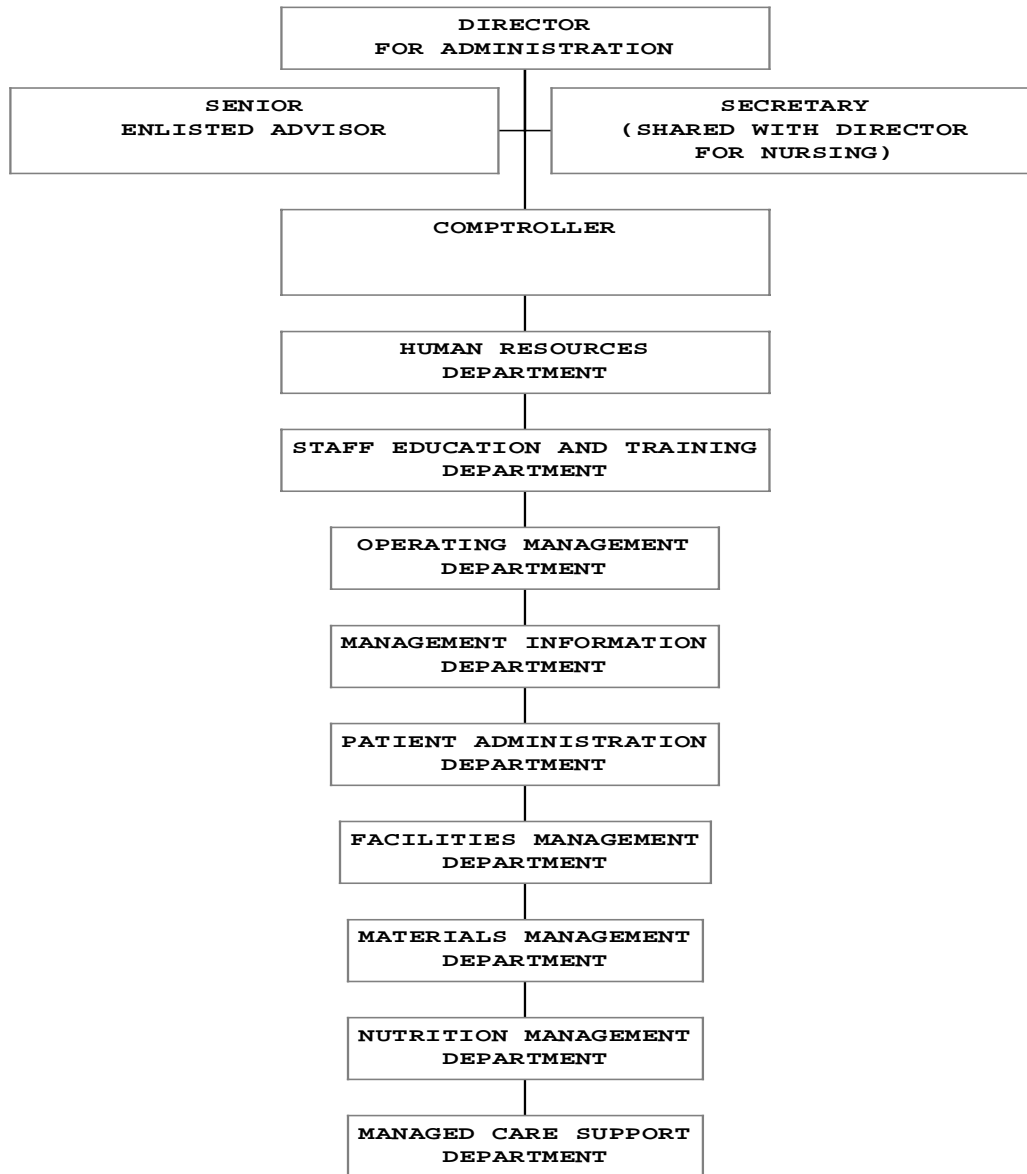 DIRECTOR
FOR ADMINISTRATION
SENIOR
ENLISTED ADVISOR
SECRETARY
(SHARED WITH DIRECTOR
FOR NURSING)
COMPTROLLER
HUMAN RESOURCES
DEPARTMENT
STAFF EDUCATION AND TRAINING
DEPARTMENT
OPERATING MANAGEMENT
DEPARTMENT
MANAGEMENT INFORMATION
DEPARTMENT
PATIENT ADMINISTRATION
DEPARTMENT
FACILITIES MANAGEMENT
DEPARTMENT
MATERIALS MANAGEMENT
DEPARTMENT
NUTRITION MANAGEMENT
DEPARTMENT
MANAGED CARE SUPPORT
DEPARTMENT